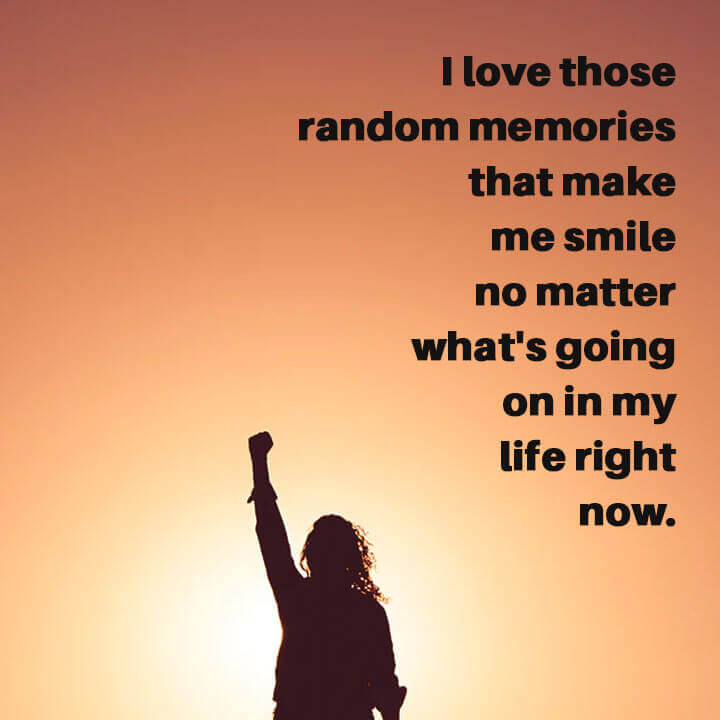 I love those
random memories
that make
me smile
no matter
what's going
on in my
life right
now.